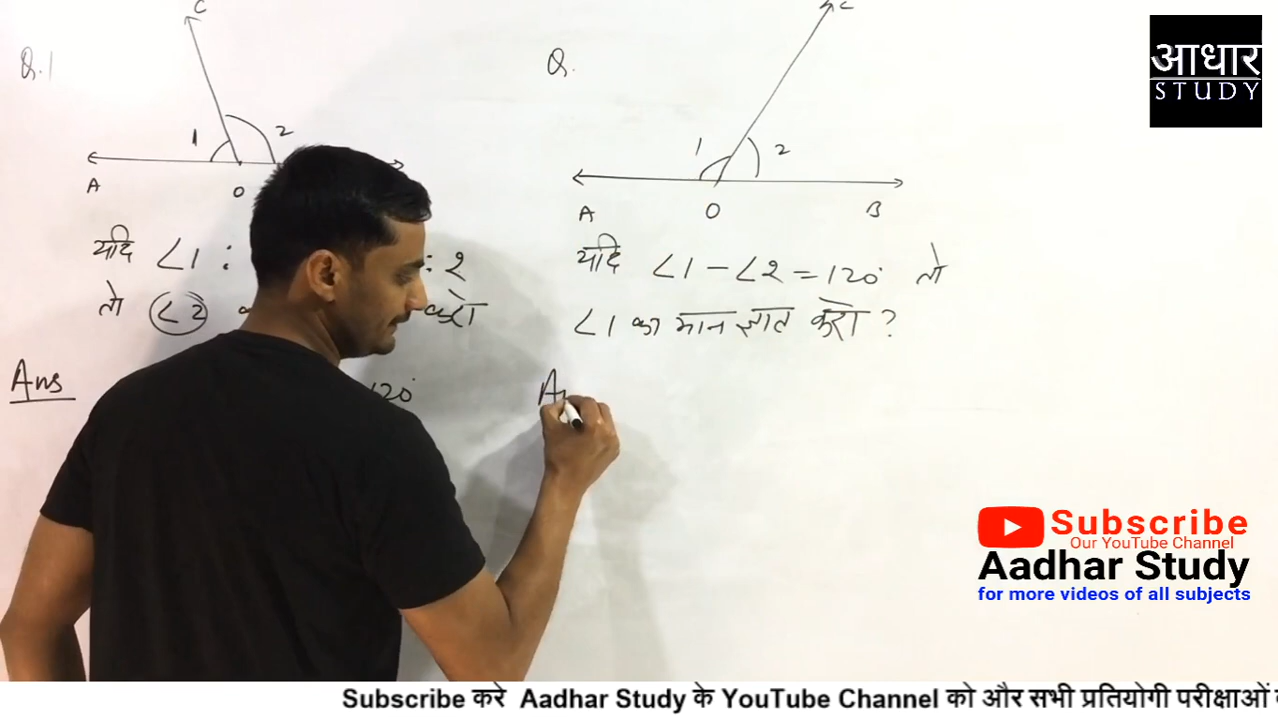 Q.1
C
1 2
A O
यदि ∠1 : : 2
तो ∠2 करो
Ans 120°
Q.
C
1 2
A O B
यदि ∠1 - ∠2 = 120° तो
∠1 का मान ज्ञात करो ?
आधार
STUDY
Subscribe
Our YouTube Channel
Aadhar Study
for more videos of all subjects
Subscribe करे Aadhar Study के YouTube Channel को और सभी प्रतियोगी परीक्षाओं